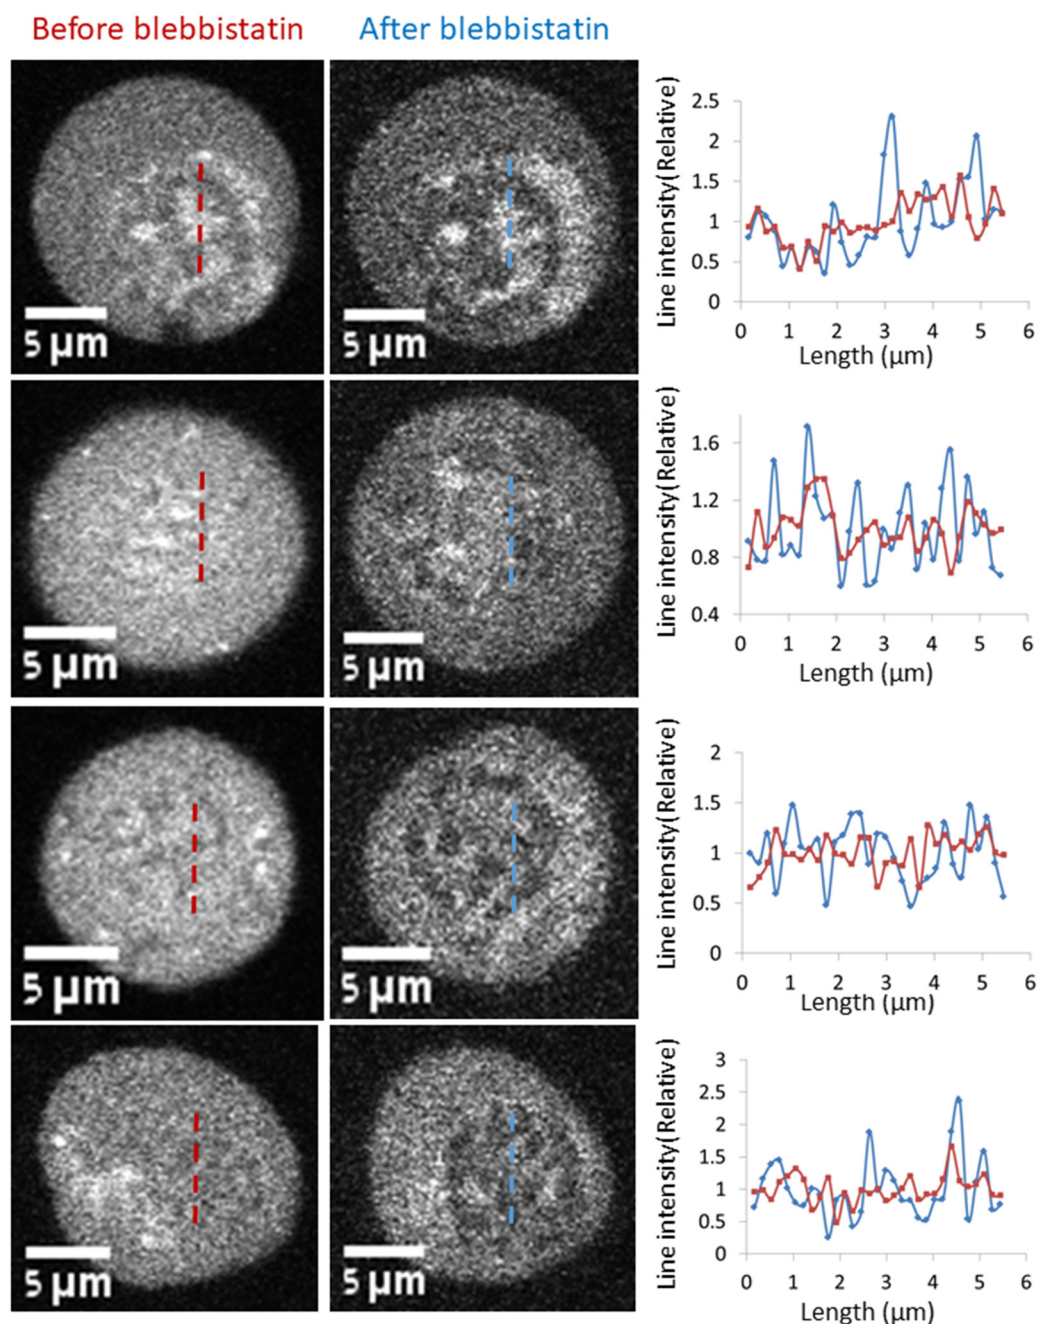 Before blebbistatin
After blebbistatin
5 µm
5 µm
Line intensity(Relative)
2.5
2
1.5
1
0.5
0
0 1 2 3 4 5 6
Length (µm)
5 µm
5 µm
Line intensity (Relative)
1.6
1.2
0.8
0.4
0 1 2 3 4 5 6
Length (µm)
5 µm
5 µm
Line intensity(Relative)
2
1.5
1
0.5
0
0 1 2 3 4 5 6
Length (µm)
5 µm
5 µm
Line intensity(Relative)
3
2.5
2
1.5
1
0.5
0
0 1 2 3 4 5 6
Length (µm)